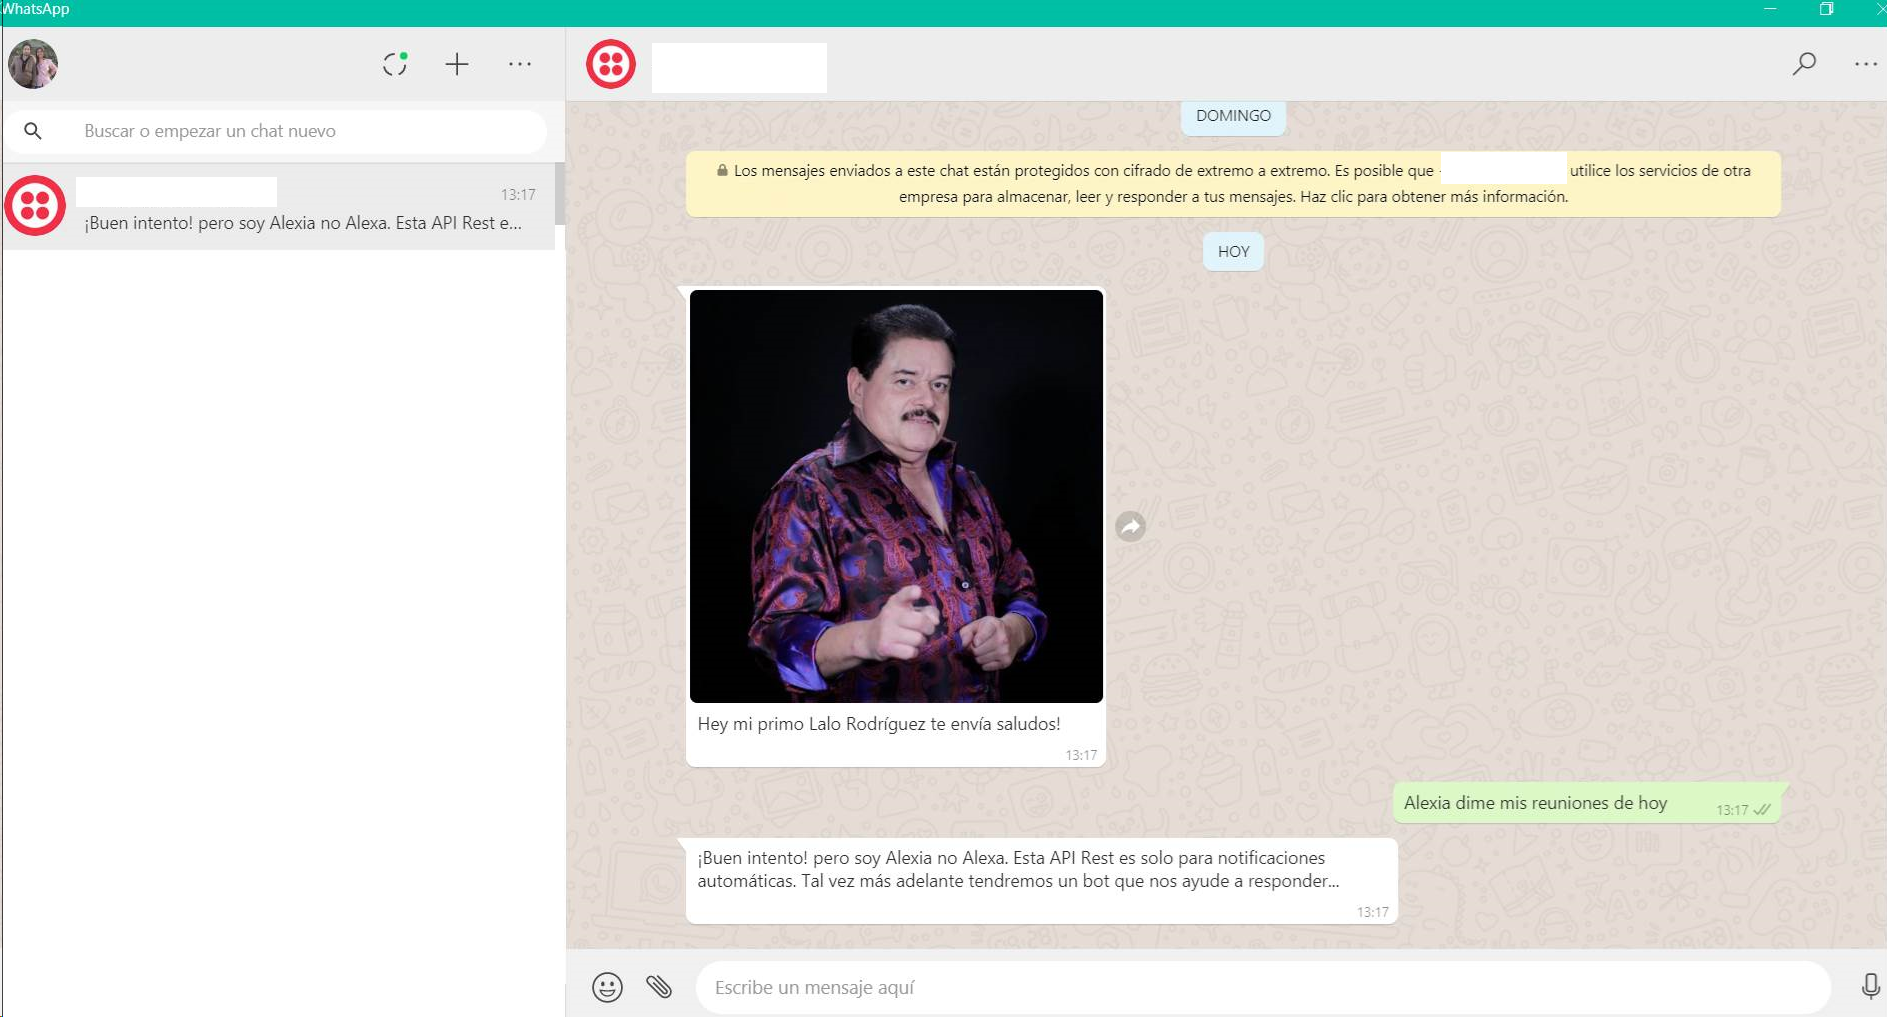 WhatsApp
Buscar o empezar un chat nuevo
13:17
¡Buen intento! pero soy Alexia no Alexa. Esta API Rest e...
DOMINGO
Los mensajes enviados a este chat están protegidos con cifrado de extremo a extremo. Es posible que utilice los servicios de otra
empresa para almacenar, leer y responder a tus mensajes. Haz clic para obtener más información.
HOY
Hey mi primo Lalo Rodríguez te envía saludos!
13:17
Alexia dime mis reuniones de hoy
13:17
¡Buen intento! pero soy Alexia no Alexa. Esta API Rest es solo para notificaciones
automáticas. Tal vez más adelante tendremos un bot que nos ayude a responder...
13:17
Escribe un mensaje aquí